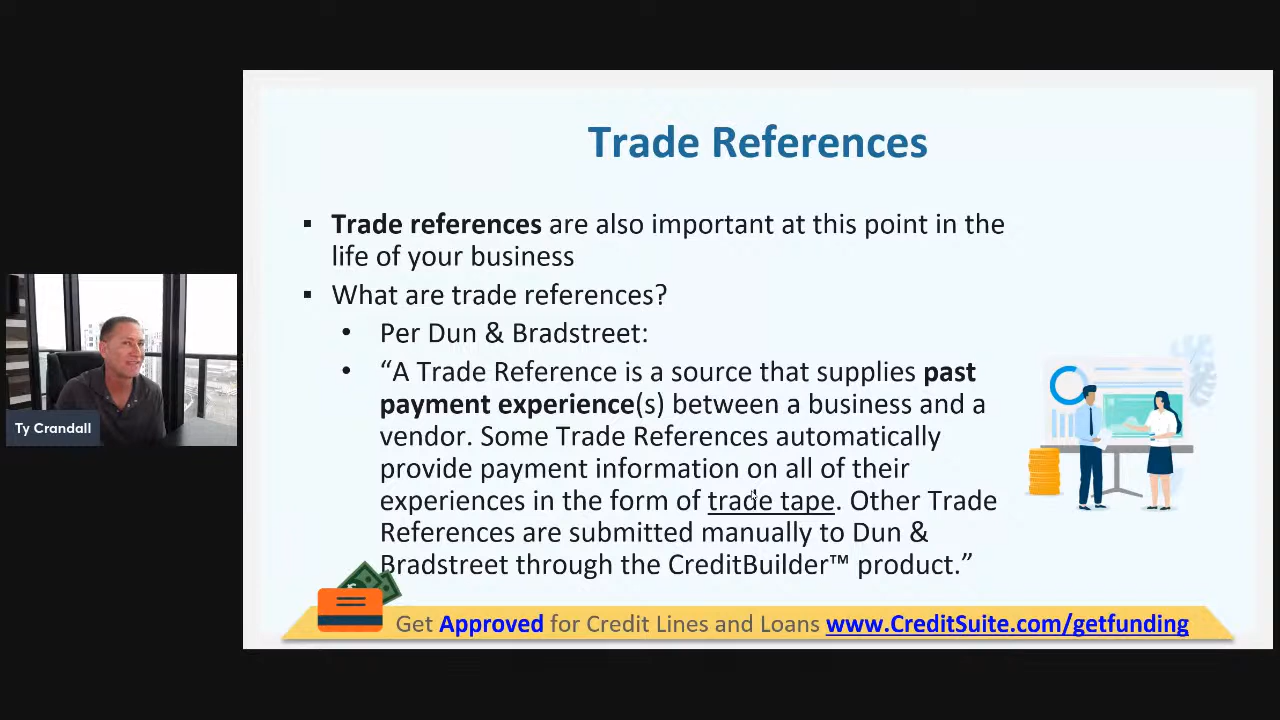 Trade References
▪ Trade references are also important at this point in the
life of your business
▪ What are trade references?
• Per Dun & Bradstreet:
• “A Trade Reference is a source that supplies past
payment experience(s) between a business and a
vendor. Some Trade References automatically
provide payment information on all of their
experiences in the form of trade tape. Other Trade
References are submitted manually to Dun &
Bradstreet through the CreditBuilder™ product.”
Ty Crandall
Get Approved for Credit Lines and Loans www.CreditSuite.com/getfunding